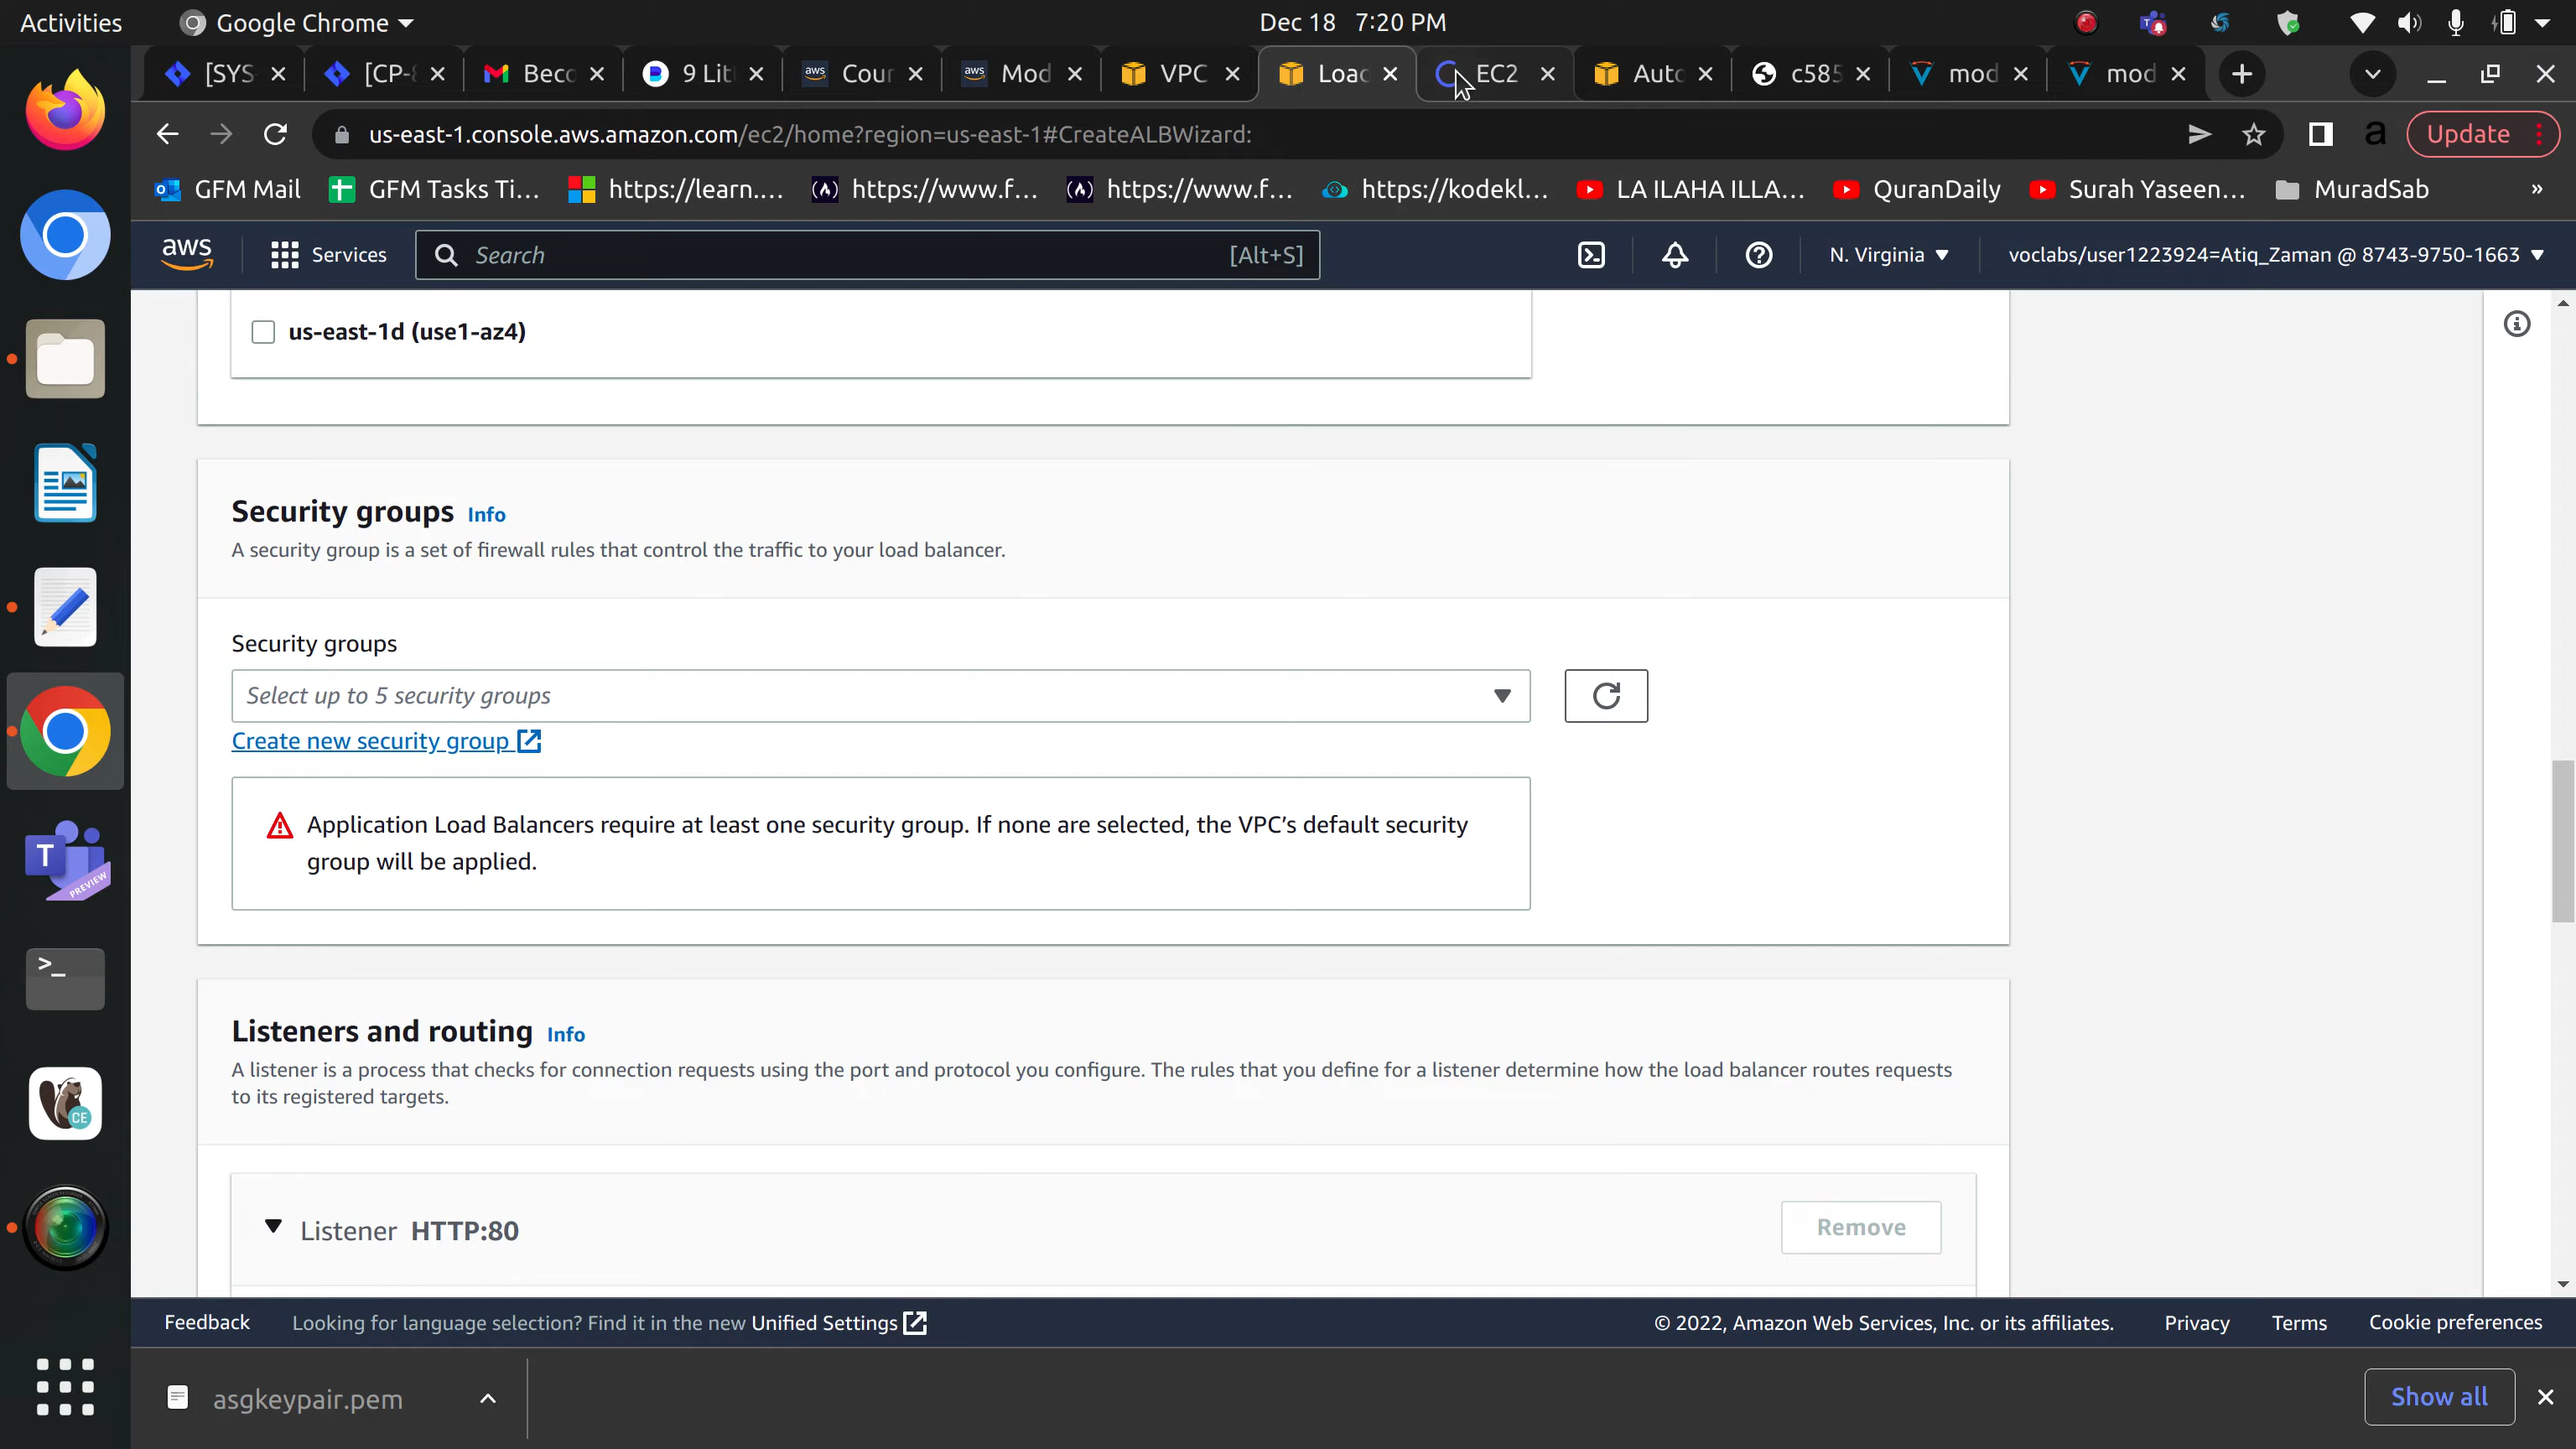 Activities
Google Chrome
Dec 18 7:20 PM
[SYS
[CP-
Beco
9 Lit
Cour
Mod
VPC
Loac
EC2
Auto
c585
mod
mod
us-east-1.console.aws.amazon.com/ec2/home?region=us-east-1#CreateALBWizard:
a
Update
GFM Mail
GFM Tasks Ti...
https://learn....
https://www.f...
https://www.f...
https://kodekl...
LA ILAHA ILLA...
QuranDaily
Surah Yaseen...
MuradSab
»
aws
Services
Search
[Alt+S]
N. Virginia
voclabs/user1223924=Atiq_Zaman @ 8743-9750-1663
us-east-1d (use1-az4)
Security groups Info
A security group is a set of firewall rules that control the traffic to your load balancer.
Security groups
Select up to 5 security groups
Create new security group
Application Load Balancers require at least one security group. If none are selected, the VPC’s default security
group will be applied.
Listeners and routing Info
A listener is a process that checks for connection requests using the port and protocol you configure. The rules that you define for a listener determine how the load balancer routes requests
to its registered targets.
Listener HTTP:80
Remove
Feedback
Looking for language selection? Find it in the new Unified Settings
© 2022, Amazon Web Services, Inc. or its affiliates.
Privacy
Terms
Cookie preferences
asgkeypair.pem
Show all
T
PREVIEW
>_
CE